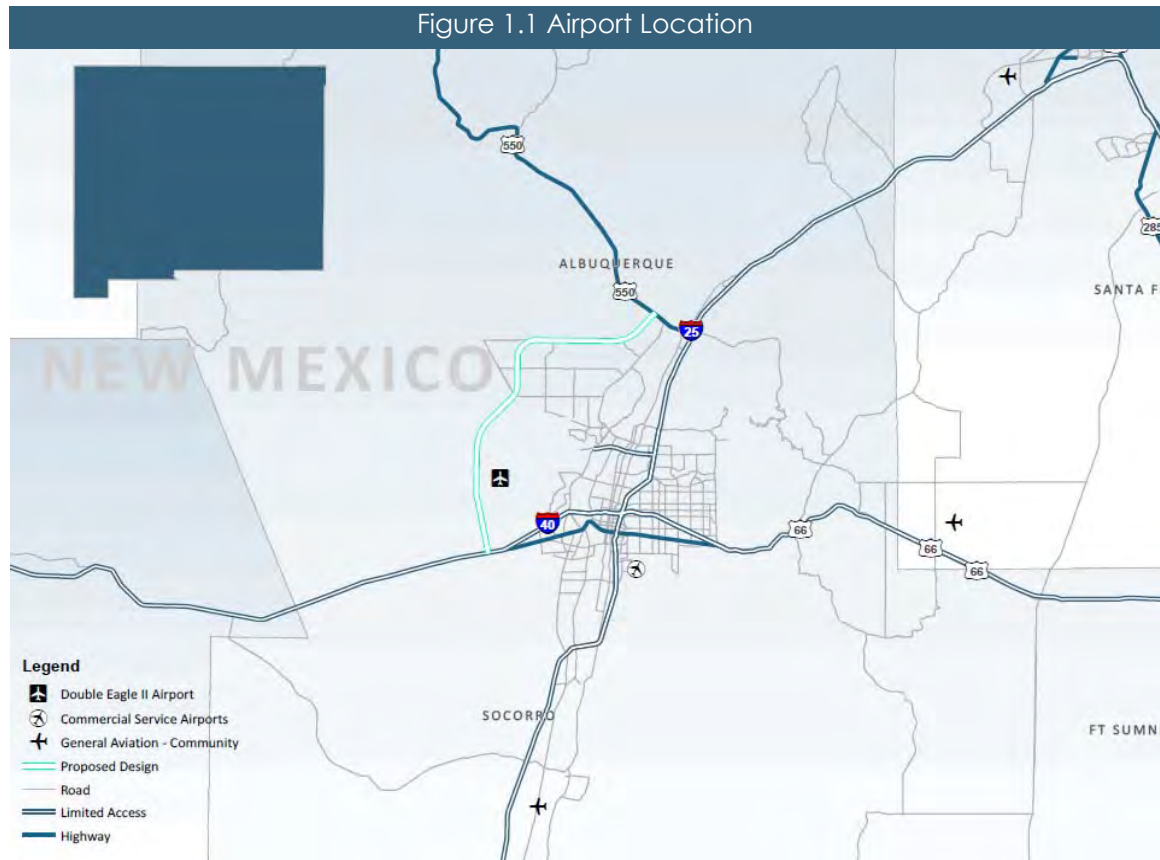 Figure 1.1 Airport Location
550
ALBUQUERQUE
550
285
SANTA F
25
NEW MEXICO
40
66
66
66
SOCORRO
FT SUMN
Legend
Double Eagle II Airport
Commercial Service Airports
General Aviation - Community
Proposed Design
Road
Limited Access
Highway